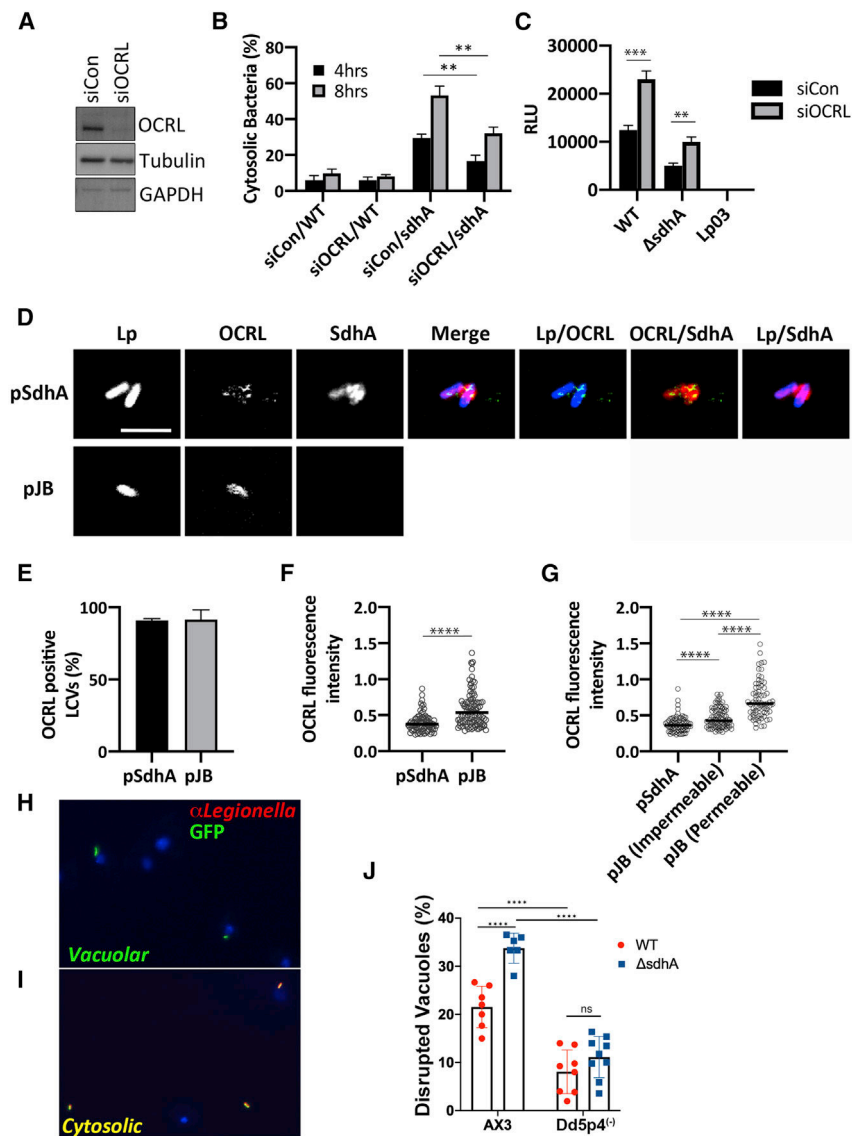 A
siCon
siOCRL
OCRL
Tubulin
GAPDH
B
Cytosolic Bacteria (%)
80
60
40
20
0
4hrs
8hrs
**
**
siCon/WT
siOCRL/WT
siCon/sdhA
siOCRL/sdhA
C
RLU
30000
20000
10000
0
***
**
WT
ΔsdhA
Lp03
siCon
siOCRL
D
Lp
OCRL
SdhA
Merge
Lp/OCRL
OCRL/SdhA
Lp/SdhA
pSdhA
pJB
E
OCRL positive
LCVs (%)
100
50
0
pSdhA
pJB
F
OCRL fluorescence
intensity
2.0
1.5
1.0
0.5
0.0
****
pSdhA
pJB
G
OCRL fluorescence
intensity
2.0
1.5
1.0
0.5
0.0
****
****
****
pSdhA
pJB (Impermeable)
pJB (Permeable)
H
αLegionella
GFP
Vacuolar
I
Cytosolic
J
Disrupted Vacuoles (%)
40
30
20
10
0
****
****
****
ns
WT
ΔsdhA
AX3
Dd5p4(-)